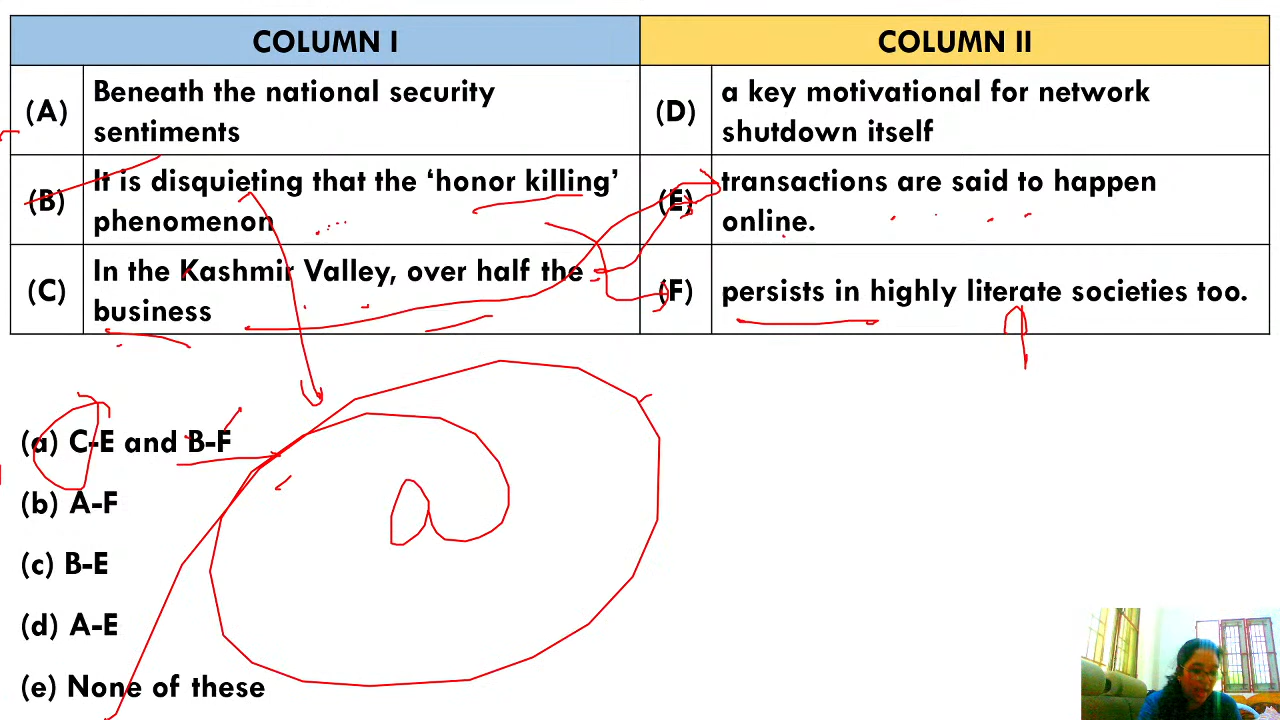 COLUMN I
COLUMN II
(A)
Beneath the national security
sentiments
(D)
a key motivational for network
shutdown itself
(B)
It is disquieting that the ‘honor killing’
phenomenon
(E)
transactions are said to happen
online.
(C)
In the Kashmir Valley, over half the
business
(F)
persists in highly literate societies too.
(a) C-E and B-F
(b) A-F
(c) B-E
(d) A-E
(e) None of these
a